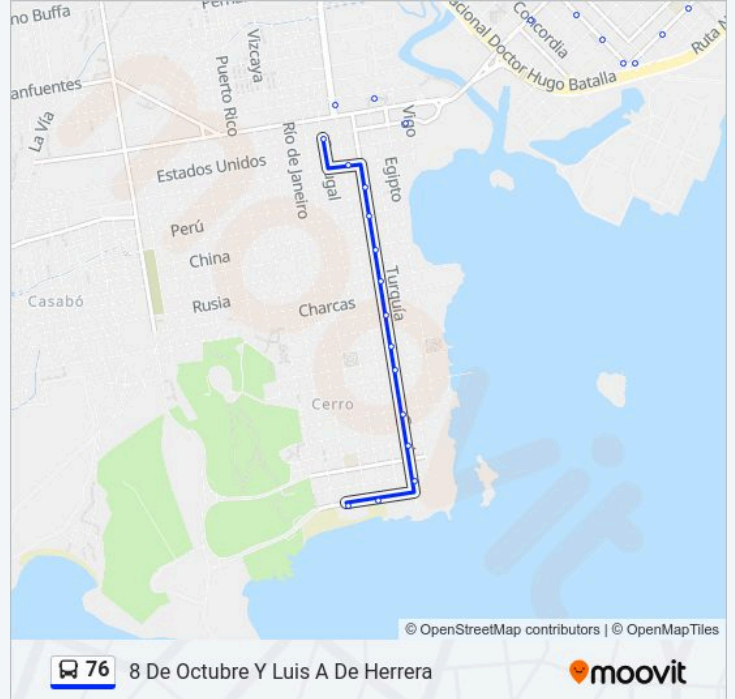 no Buffa
Vizcaya
Puerto Rico
anfuentes
La Vía
Río de Janeiro
Estados Unidos
ugal
Vigo
Egipto
Concordia
cional Doctor Hugo Batalla
Ruta N
Perú
China
Rusia
Charcas
Turquía
Casabó
Cerro
© OpenStreetMap contributors | © OpenMapTiles
76 8 De Octubre Y Luis A De Herrera
moovit